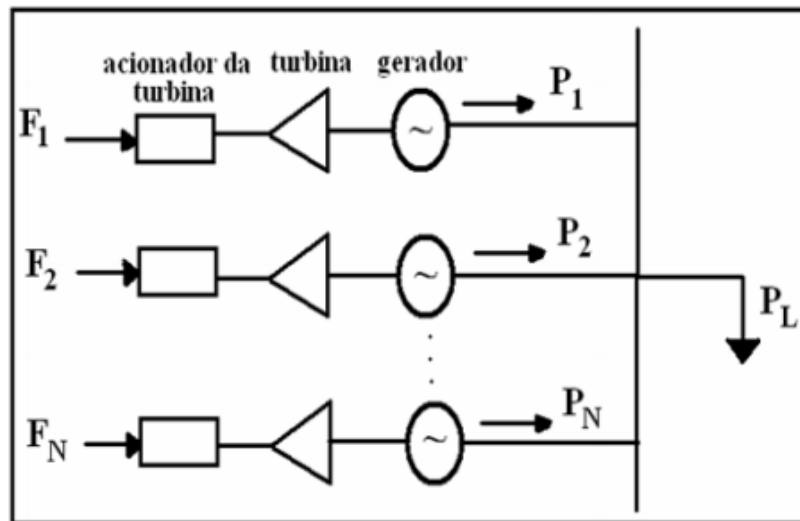 acionador da turbina
turbina
gerador
F1
P1
F2
P2
PL
FN
PN